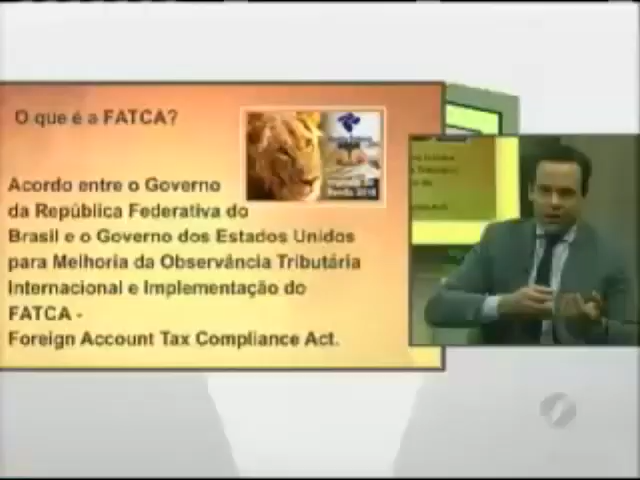 O que é a FATCA?
Acordo entre o Governo
da República Federativa do
Brasil e o Governo dos Estados Unidos
para Melhoria da Observância Tributária
Internacional e Implementação do
FATCA -
Foreign Account Tax Compliance Act.